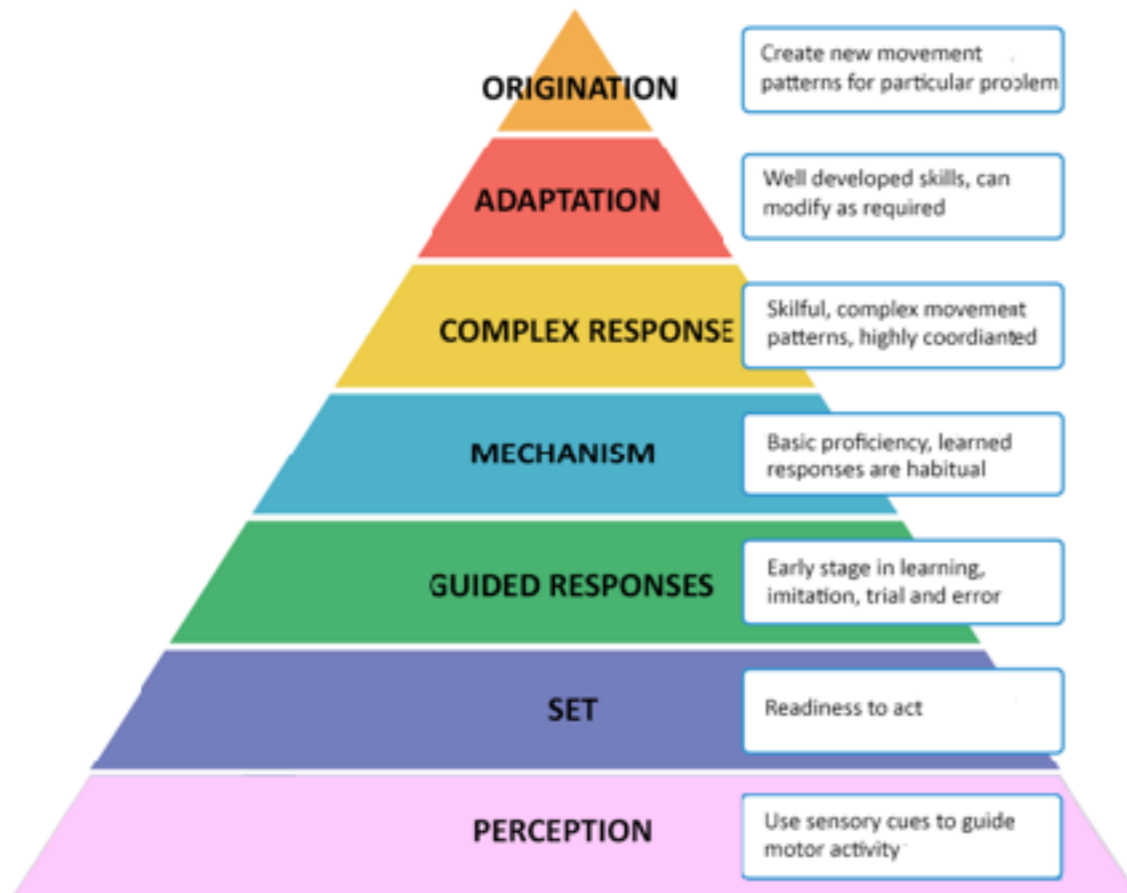 ORIGINATION
Create new movement
patterns for particular problem
ADAPTATION
Well developed skills, can
modify as required
COMPLEX RESPONSE
Skilful, complex movement
patterns, highly coordianted
MECHANISM
Basic proficiency, learned
responses are habitual
GUIDED RESPONSES
Early stage in learning,
imitation, trial and error
SET
Readiness to act
PERCEPTION
Use sensory cues to guide
motor activity